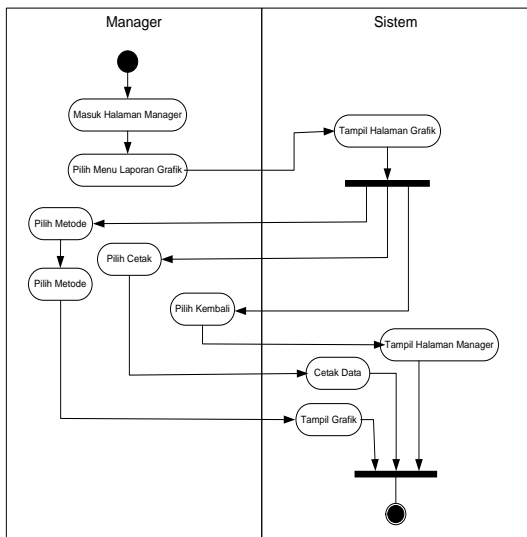 Manager
Sistem
Masuk Halaman Manager
Tampil Halaman Grafik
Pilih Menu Laporan Grafik
Pilih Metode
Pilih Cetak
Pilih Metode
Pilih Kembali
Tampil Halaman Manager
Cetak Data
Tampil Grafik